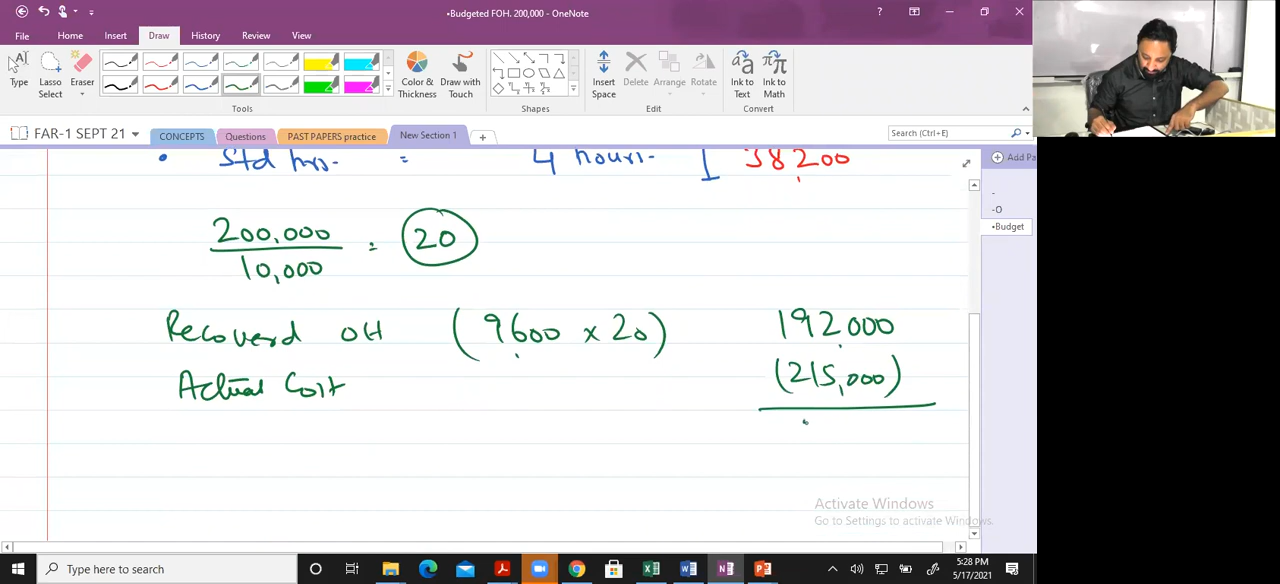 •Budgeted FOH. 200,000 - OneNote
?
File Home Insert Draw History Review View
Type
Lasso Select
Eraser
Color & Thickness
Draw with Touch
Insert Space
Delete
Arrange
Rotate
Ink to Text
Ink to Math
Tools Shapes Edit Convert
FAR-1 SEPT 21 CONCEPTS Questions PAST PAPERS practice New Section 1
Search (Ctrl+E)
Add Pa
-
-O
•Budget
• Std hrs. = 4 hours. 38200
200,000
10,000
= 20
Recoverd OH (9600 x 20) 192,000
Actual Cost (215,000)
Activate Windows
Go to Settings to activate Windows.
Type here to search
5:28 PM
5/17/2021